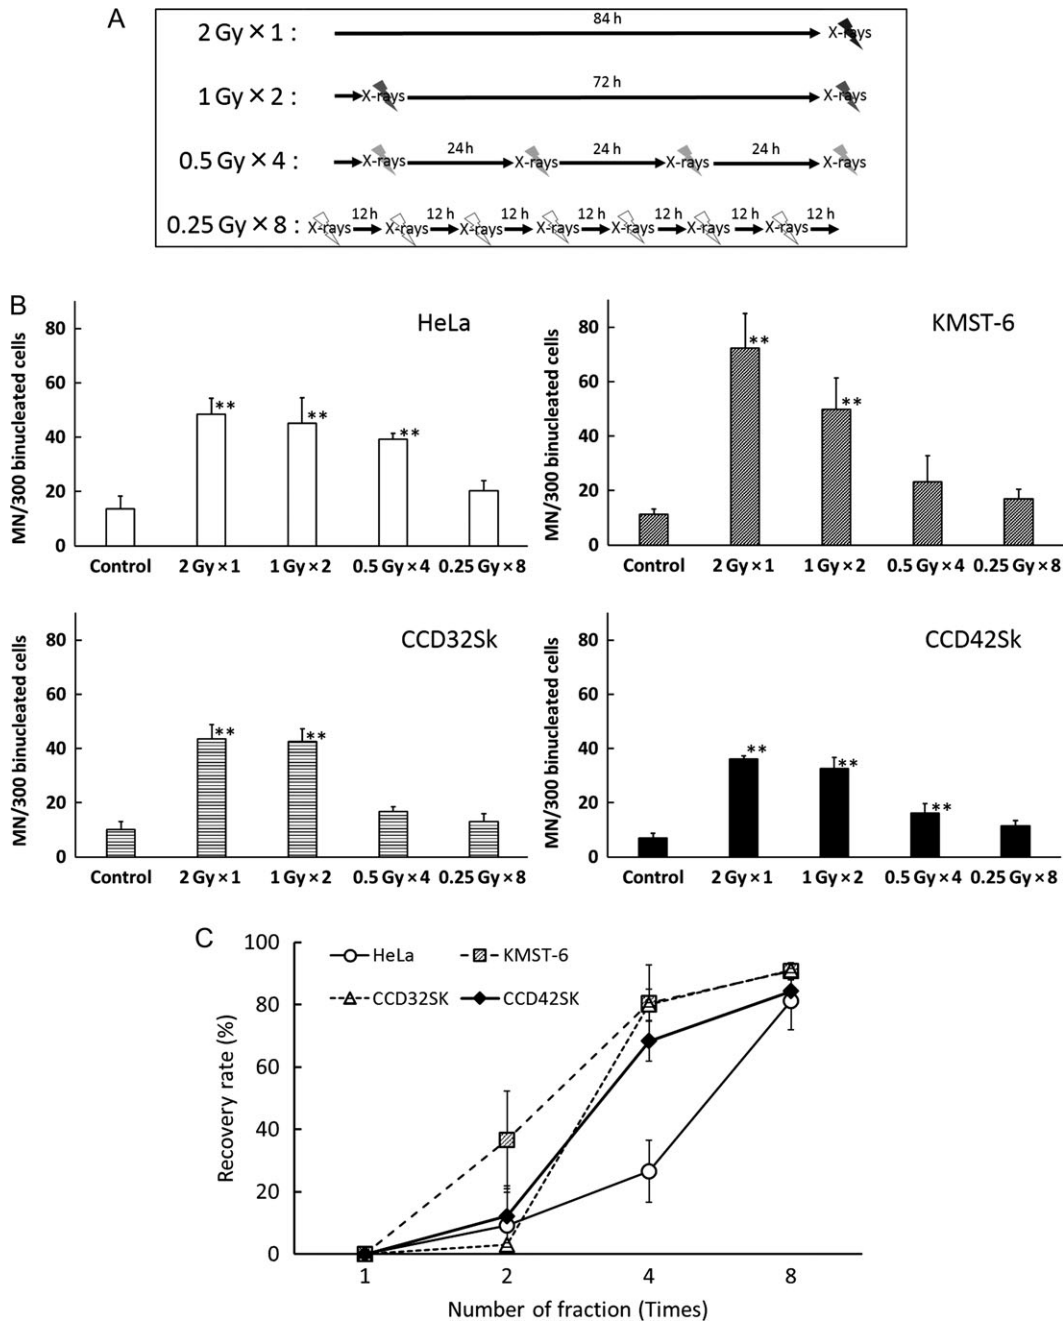 A
2 Gy × 1 :
84 h
X-rays
1 Gy × 2 :
X-rays
72 h
X-rays
0.5 Gy × 4 :
X-rays
24 h
X-rays
24 h
X-rays
24 h
X-rays
0.25 Gy × 8 :
X-rays
12 h
X-rays
12 h
X-rays
12 h
X-rays
12 h
X-rays
12 h
X-rays
12 h
X-rays
12 h
B
HeLa
MN/300 binucleated cells
80
60
40
20
0
**
**
**
Control 2 Gy × 1 1 Gy × 2 0.5 Gy × 4 0.25 Gy × 8
KMST-6
MN/300 binucleated cells
80
60
40
20
0
**
**
Control 2 Gy × 1 1 Gy × 2 0.5 Gy × 4 0.25 Gy × 8
CCD32Sk
MN/300 binucleated cells
80
60
40
20
0
**
**
Control 2 Gy × 1 1 Gy × 2 0.5 Gy × 4 0.25 Gy × 8
CCD42Sk
MN/300 binucleated cells
80
60
40
20
0
**
**
**
Control 2 Gy × 1 1 Gy × 2 0.5 Gy × 4 0.25 Gy × 8
C
Recovery rate (%)
100
80
60
40
20
0
HeLa KMST-6
CCD32SK CCD42SK
1 2 4 8
Number of fraction (Times)